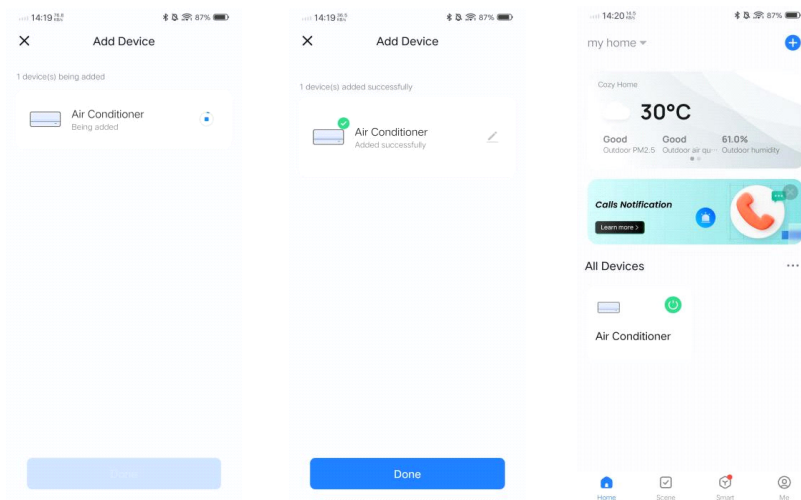 14:19 87%
Add Device
1 device(s) being added
Air Conditioner
Being added
Done
14:19 87%
Add Device
1 device(s) added successfully
Air Conditioner
Added successfully
Done
14:20 87%
my home
Cozy Home
30°C
Good Good 61.0%
Outdoor PM2.5 Outdoor air qu··· Outdoor humidity
Calls Notification
Learn more >
All Devices
Air Conditioner
Home Scene Smart Me